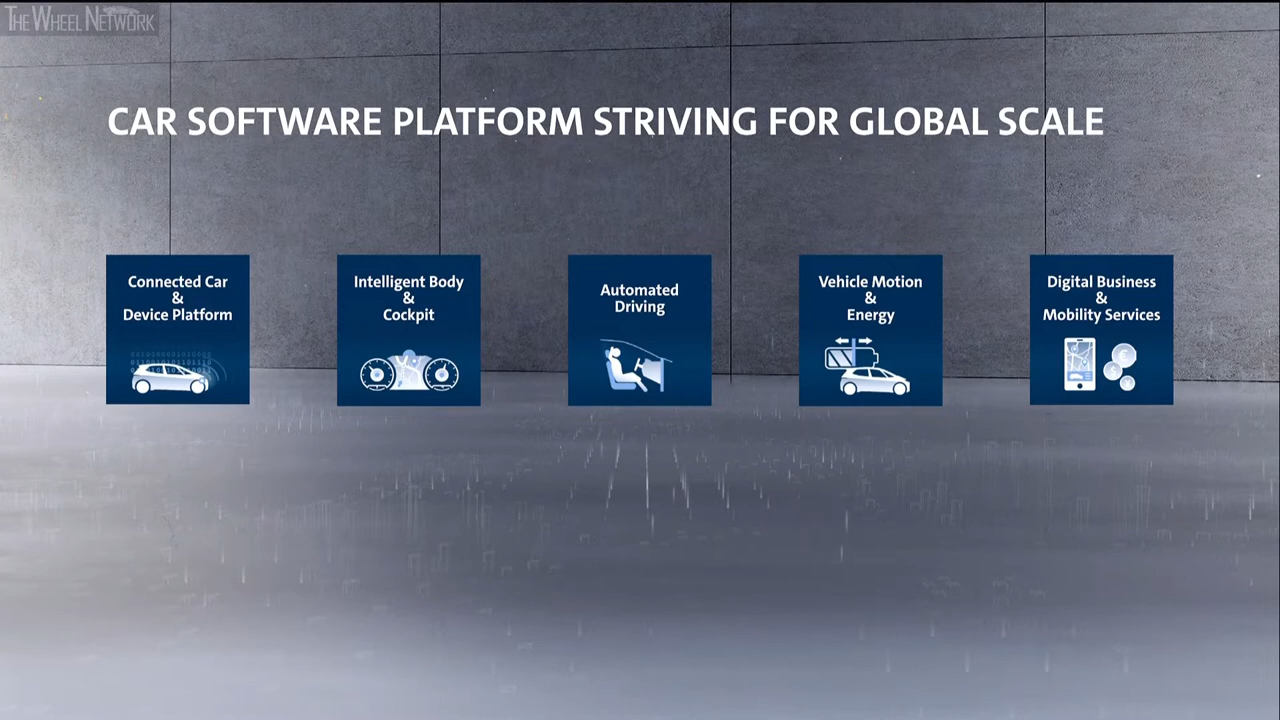 THE WHEEL NETWORK
CAR SOFTWARE PLATFORM STRIVING FOR GLOBAL SCALE
Connected Car
&
Device Platform
Intelligent Body
&
Cockpit
Automated
Driving
Vehicle Motion
&
Energy
Digital Business
&
Mobility Services